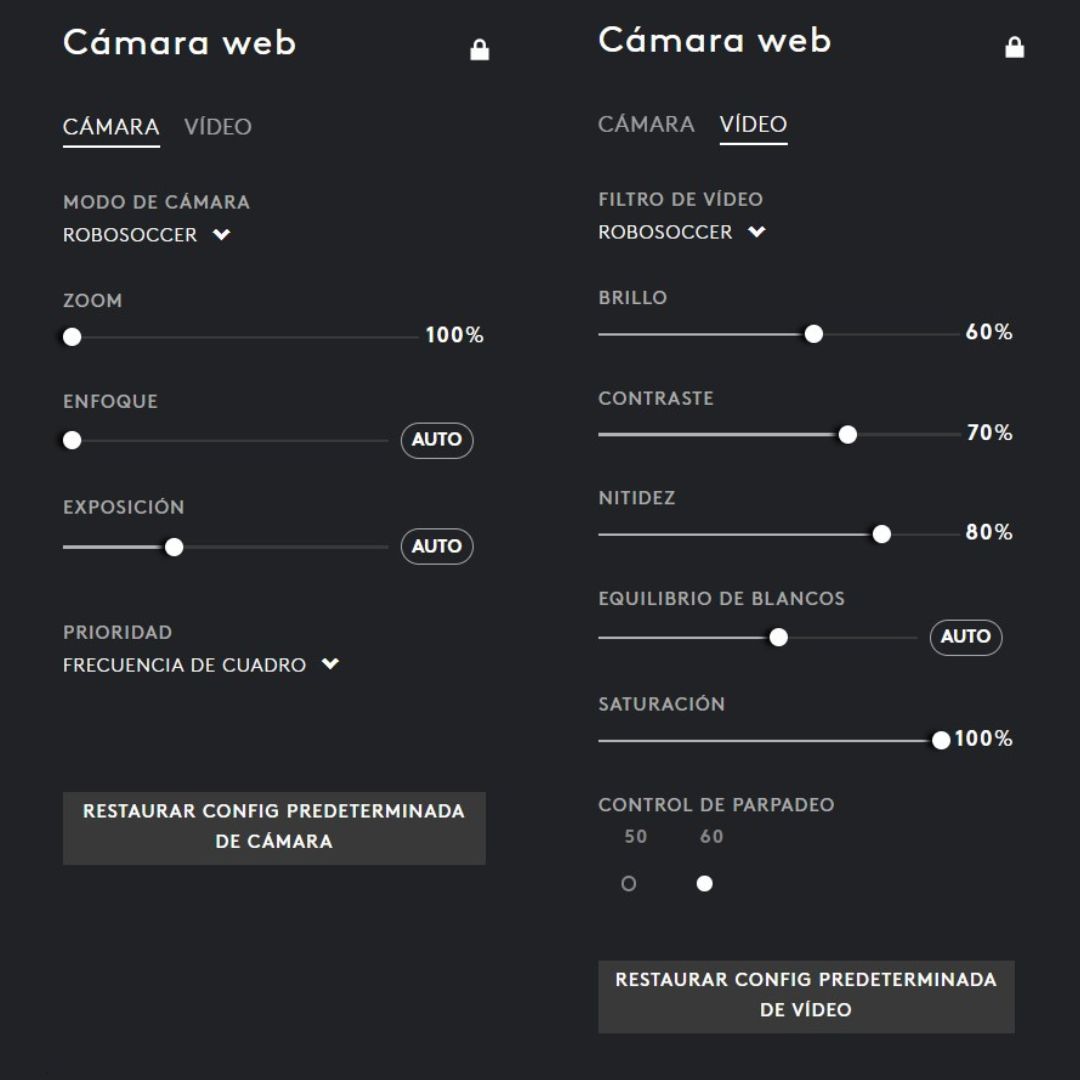 Cámara web
CÁMARA VÍDEO
MODO DE CÁMARA
ROBOSOCCER
ZOOM
100%
ENFOQUE
AUTO
EXPOSICIÓN
AUTO
PRIORIDAD
FRECUENCIA DE CUADRO
RESTAURAR CONFIG PREDETERMINADA
DE CÁMARA
Cámara web
CÁMARA VÍDEO
FILTRO DE VÍDEO
ROBOSOCCER
BRILLO
60%
CONTRASTE
70%
NITIDEZ
80%
EQUILIBRIO DE BLANCOS
AUTO
SATURACIÓN
100%
CONTROL DE PARPADEO
50 60
RESTAURAR CONFIG PREDETERMINADA
DE VÍDEO